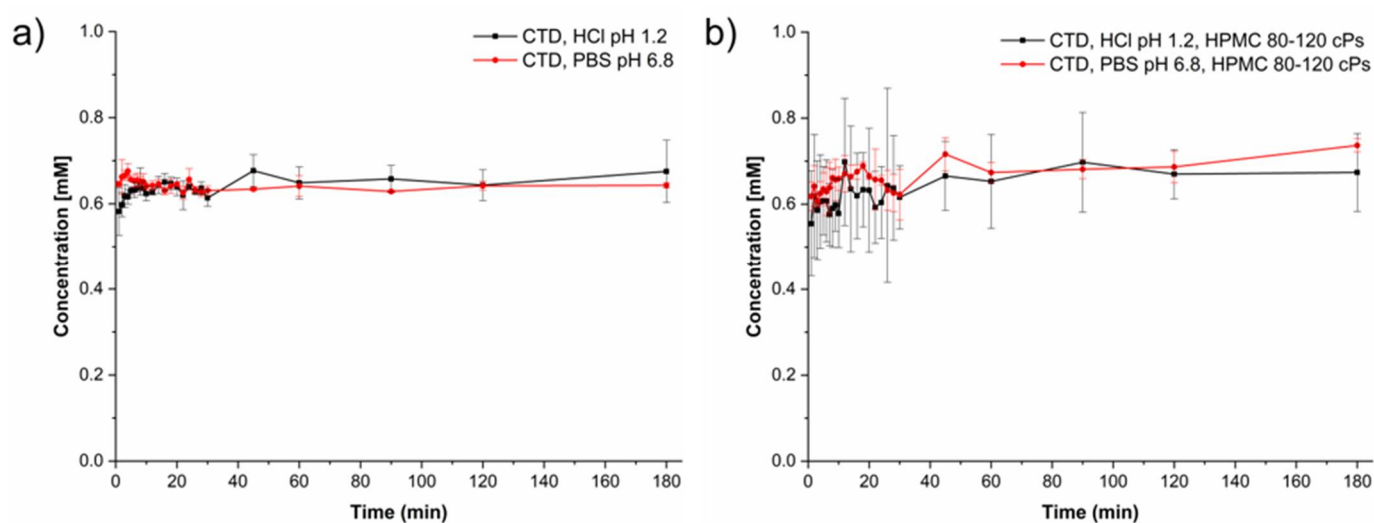 a)
CTD, HCl pH 1.2
CTD, PBS pH 6.8
Concentration [mM]
1.0
0.8
0.6
0.4
0.2
0.0
0 20 40 60 80 100 120 140 160 180
Time (min)
b)
CTD, HCl pH 1.2, HPMC 80-120 cPs
CTD, PBS pH 6.8, HPMC 80-120 cPs
Concentration [mM]
1.0
0.8
0.6
0.4
0.2
0.0
0 20 40 60 80 100 120 140 160 180
Time (min)